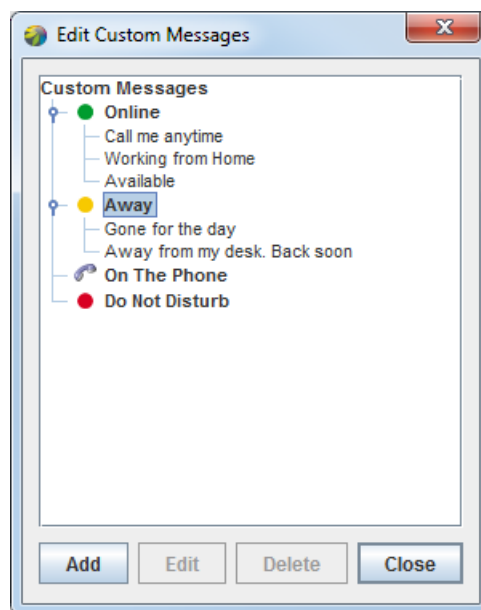 Edit Custom Messages
Custom Messages
Online
Call me anytime
Working from Home
Available
Away
Gone for the day
Away from my desk. Back soon
On The Phone
Do Not Disturb
Add Edit Delete Close